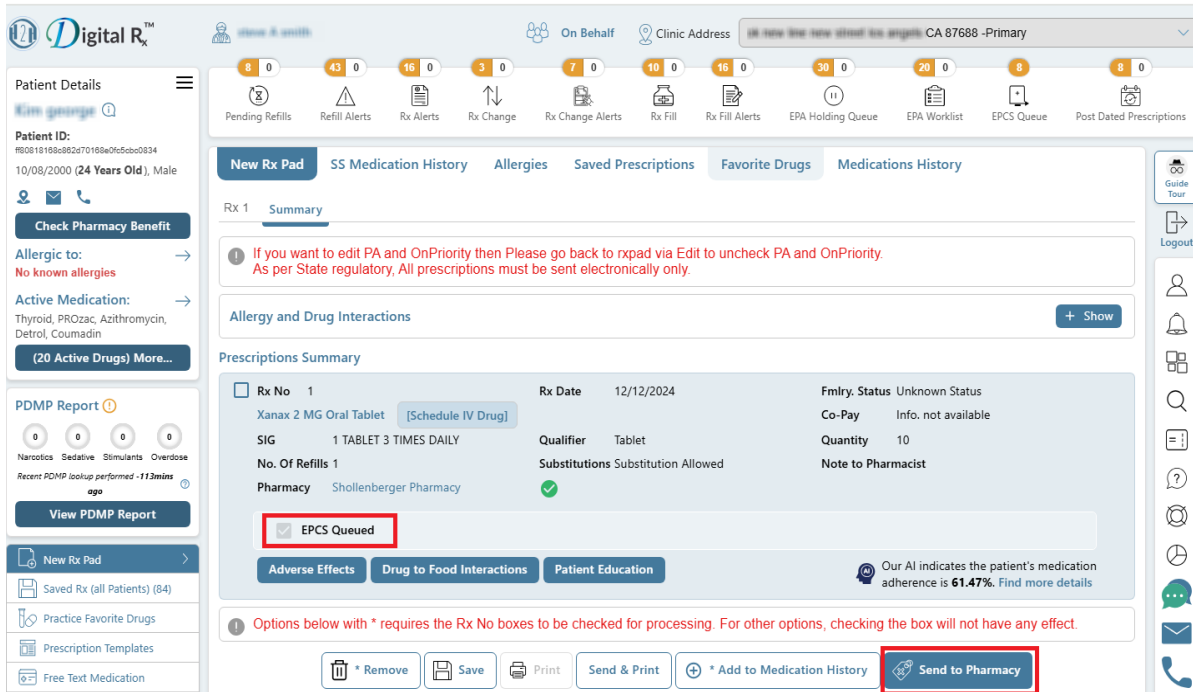 H2H Digital Rx™
On Behalf
Clinic Address
CA 87688 -Primary
Patient Details
8 0
43 0
16 0
3 0
7 0
10 0
16 0
30 0
20 0
8
8 0
Pending Refills
Refill Alerts
Rx Alerts
Rx Change
Rx Change Alerts
Rx Fill
Rx Fill Alerts
EPA Holding Queue
EPA Worklist
EPCS Queue
Post Dated Prescriptions
Patient ID:
10/08/2000 (24 Years Old), Male
Check Pharmacy Benefit
Allergic to:
No known allergies
Active Medication:
Thyroid, PROzac, Azithromycin,
Detrol, Coumadin
(20 Active Drugs) More...
PDMP Report
0 0 0 0
Narcotics Sedative Stimulants Overdose
Recent PDMP lookup performed -113mins
ago
View PDMP Report
New Rx Pad
Saved Rx (all Patients) (84)
Practice Favorite Drugs
Prescription Templates
Free Text Medication
New Rx Pad SS Medication History Allergies Saved Prescriptions Favorite Drugs Medications History
Rx 1 Summary
If you want to edit PA and OnPriority then Please go back to rxpad via Edit to uncheck PA and OnPriority.
As per State regulatory, All prescriptions must be sent electronically only.
Allergy and Drug Interactions
+ Show
Prescriptions Summary
Rx No 1 Rx Date 12/12/2024 Fmlry. Status Unknown Status
Xanax 2 MG Oral Tablet [Schedule IV Drug] Co-Pay Info. not available
SIG 1 TABLET 3 TIMES DAILY Qualifier Tablet Quantity 10
No. Of Refills 1 Substitutions Substitution Allowed Note to Pharmacist
Pharmacy Shollenberger Pharmacy
EPCS Queued
Adverse Effects Drug to Food Interactions Patient Education
AI
Our AI indicates the patient's medication
adherence is 61.47%. Find more details
Options below with * requires the Rx No boxes to be checked for processing. For other options, checking the box will not have any effect.
* Remove Save Print Send & Print * Add to Medication History Send to Pharmacy
Guide
Tour
Logout